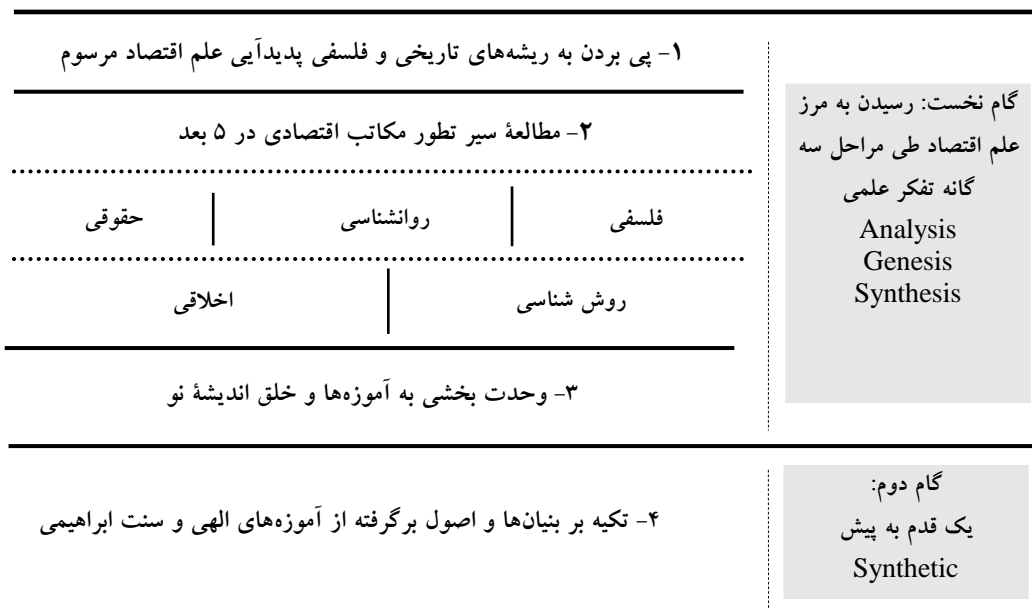 گام نخست: رسیدن به مرز
علم اقتصاد طی مراحل سه
گانه تفکر علمی
Analysis
Genesis
Synthesis
۱- پی بردن به ریشه‌های تاریخی و فلسفی پدیدآیی علم اقتصاد مرسوم
۲- مطالعهٔ سیر تطور مکاتب اقتصادی در ۵ بعد
فلسفی روانشناسی حقوقی
روش شناسی اخلاقی
۳- وحدت بخشی به آموزه‌ها و خلق اندیشهٔ نو
گام دوم:
یک قدم به پیش
Synthetic
۴- تکیه بر بنیان‌ها و اصول برگرفته از آموزه‌های الهی و سنت ابراهیمی